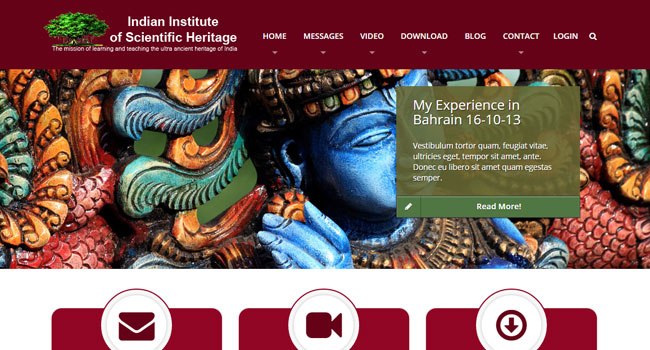 Indian Institute
of Scientific Heritage
The mission of learning and teaching the ultra ancient heritage of India
HOME MESSAGES VIDEO DOWNLOAD BLOG CONTACT LOGIN
My Experience in
Bahrain 16-10-13
Vestibulum tortor quam, feugiat vitae,
ultricies eget, tempor sit amet, ante.
Donec eu libero sit amet quam egestas
semper.
Read More!